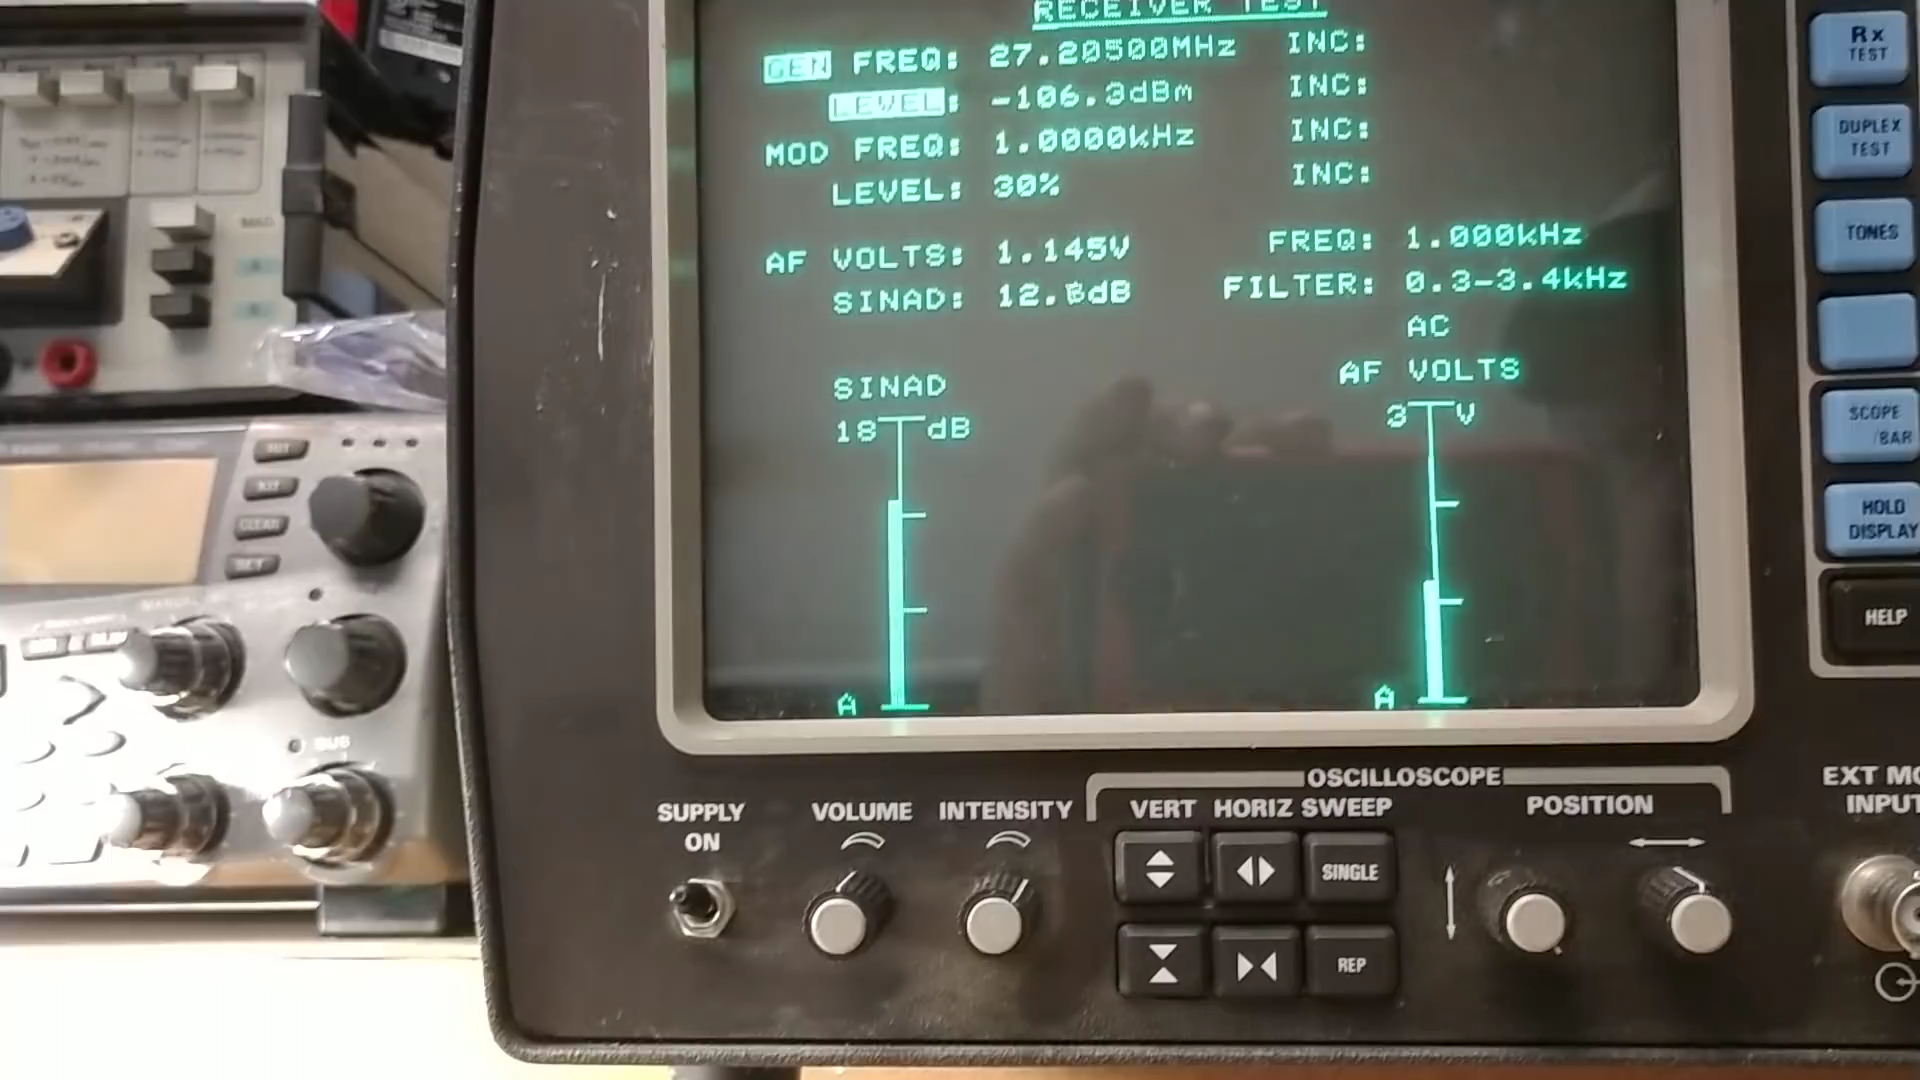 RECEIVER TEST
GEN FREQ: 27.20500MHz INC:
LEVEL: -106.3dBm INC:
MOD FREQ: 1.0000kHz INC:
LEVEL: 30% INC:
AF VOLTS: 1.145V FREQ: 1.000kHz
SINAD: FILTER: 0.3-3.4kHz
AC
SINAD AF VOLTS
18 dB 3 V
A A
Rx
TEST
DUPLEX
TEST
TONES
SCOPE
/BAR
HOLD
DISPLAY
HELP
CLEAR
SET
SUB
SUPPLY
ON
VOLUME
INTENSITY
OSCILLOSCOPE
VERT HORIZ SWEEP
POSITION
SINGLE
REP
EXT MO
INPUT